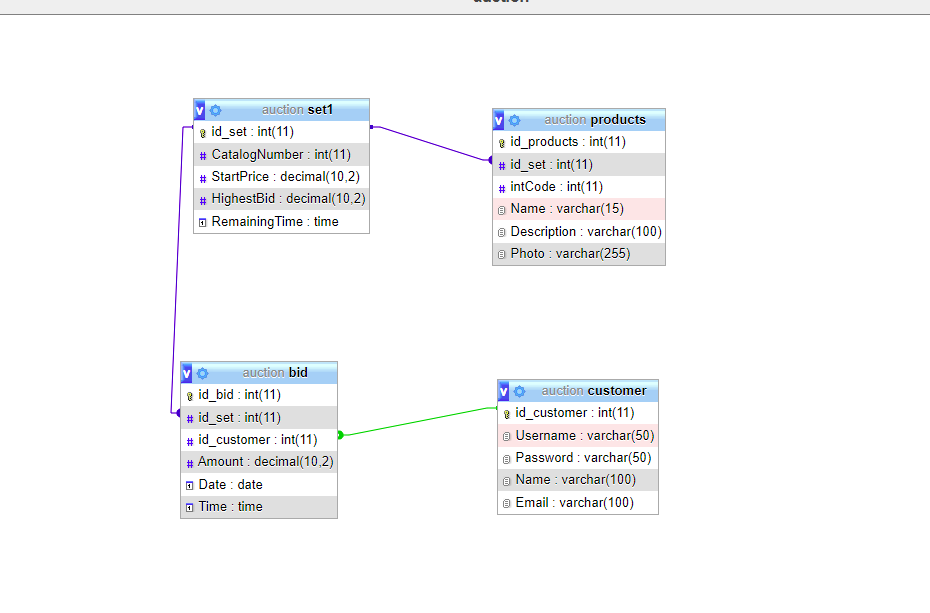 auction
auction set1
id_set : int(11)
CatalogNumber : int(11)
StartPrice : decimal(10,2)
HighestBid : decimal(10,2)
RemainingTime : time
auction products
id_products : int(11)
id_set : int(11)
intCode : int(11)
Name : varchar(15)
Description : varchar(100)
Photo : varchar(255)
auction bid
id_bid : int(11)
id_set : int(11)
id_customer : int(11)
Amount : decimal(10,2)
Date : date
Time : time
auction customer
id_customer : int(11)
Username : varchar(50)
Password : varchar(50)
Name : varchar(100)
Email : varchar(100)